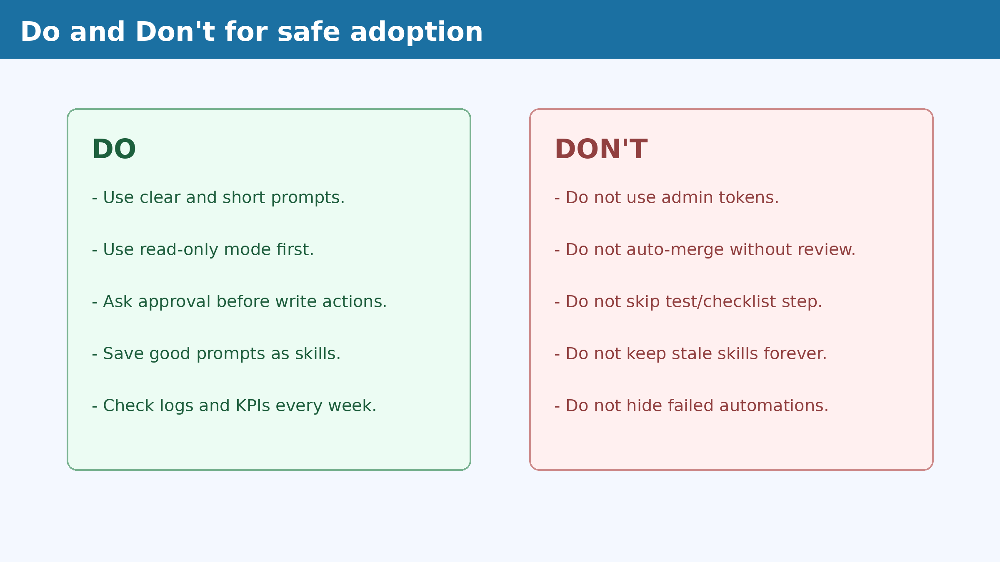 Do and Don't for safe adoption
DO
- Use clear and short prompts.
- Use read-only mode first.
- Ask approval before write actions.
- Save good prompts as skills.
- Check logs and KPIs every week.
DON'T
- Do not use admin tokens.
- Do not auto-merge without review.
- Do not skip test/checklist step.
- Do not keep stale skills forever.
- Do not hide failed automations.